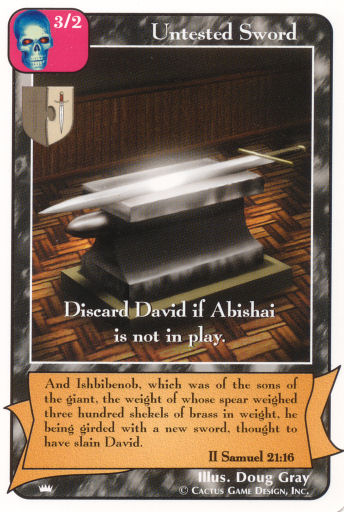 3/2
Untested Sword
Discard David if Abishai
is not in play.
And Ishbibenob, which was of the sons of
the giant, the weight of whose spear weighed
three hundred shekels of brass in weight, he
being girded with a new sword, thought to
have slain David.
II Samuel 21:16
Illus. Doug Gray
© Cactus Game Design, Inc.